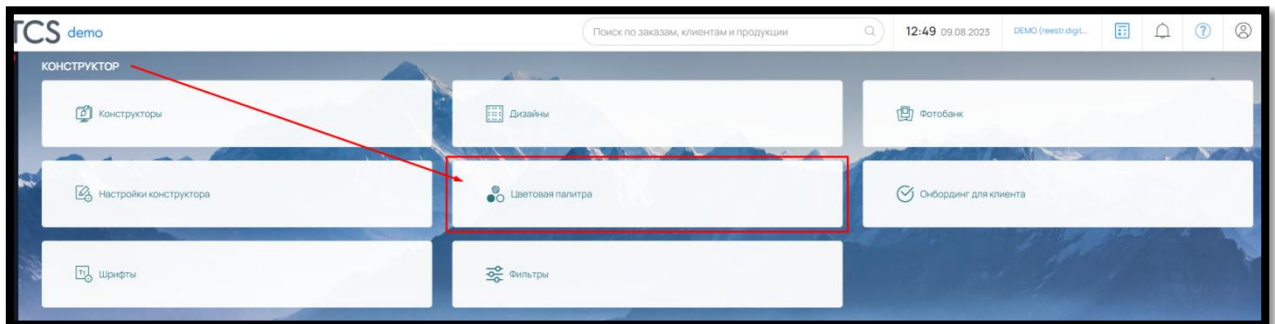 TCS demo
Поиск по заказам, клиентам и продукции
12:49 09.08.2023
DEMO (reestr.digit...
КОНСТРУКТОР
Конструкторы
Дизайны
Фотобанк
Настройки конструктора
Цветовая палитра
Онбординг для клиента
Шрифты
Фильтры